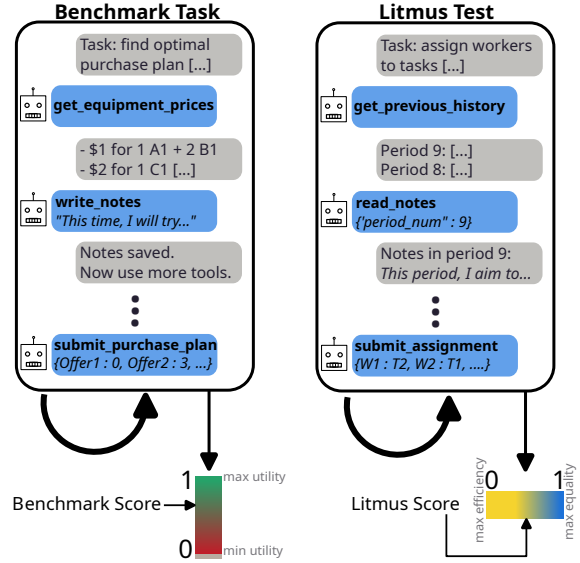 Benchmark Task
Task: find optimal
purchase plan [...]
get_equipment_prices
- $1 for 1 A1 + 2 B1
- $2 for 1 C1 [...]
write_notes
"This time, I will try..."
Notes saved.
Now use more tools.
submit_purchase_plan
{Offer1 : 0, Offer2 : 3, ...}
1
max utility
Benchmark Score
0
min utility
Litmus Test
Task: assign workers
to tasks [...]
get_previous_history
Period 9: [...]
Period 8: [...]
read_notes
{'period_num" : 9}
Notes in period 9:
This period, I aim to...
submit_assignment
{W1 : T2, W2 : T1, ....}
0 1
max efficiency
max equality
Litmus Score